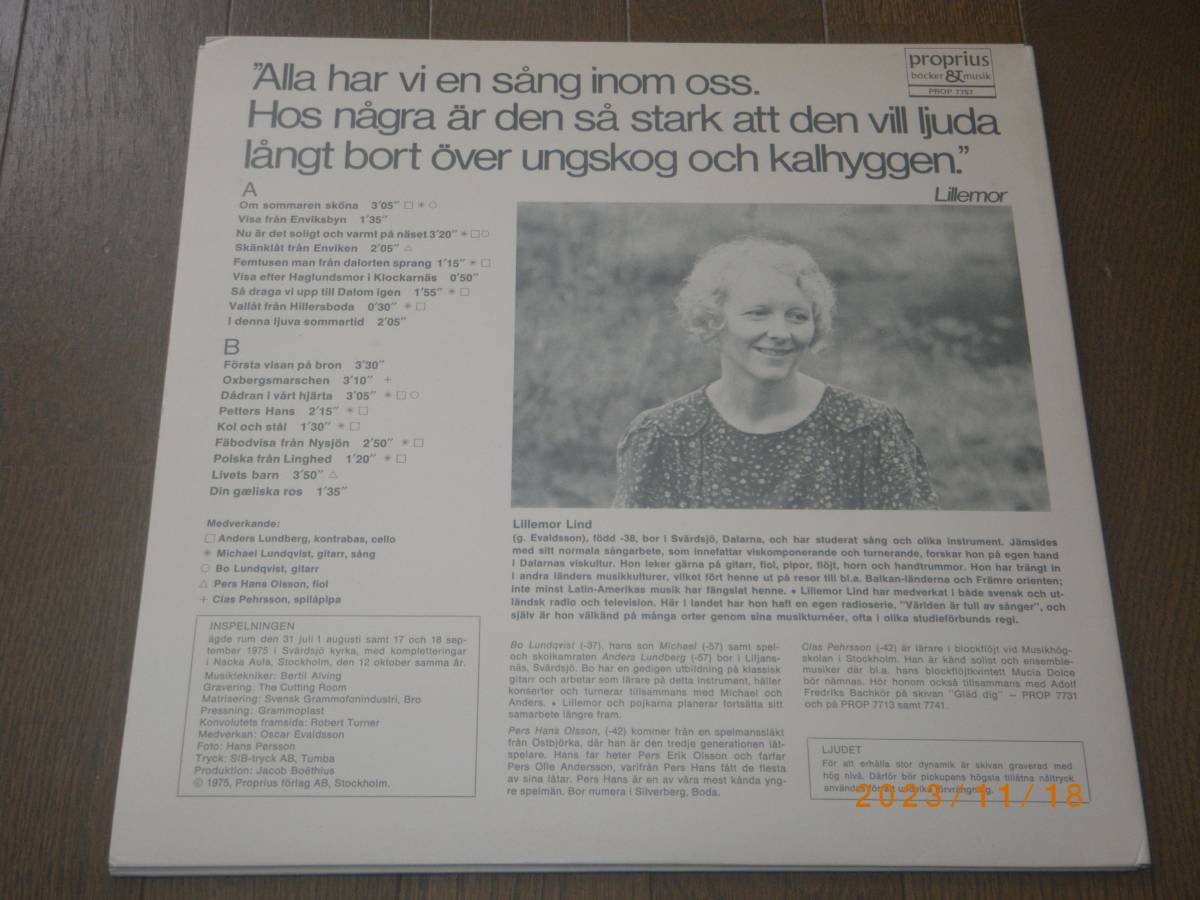 "Alla har vi en sång inom oss.
Hos några är den så stark att den vill ljuda
långt bort över ungskog och kalhyggen."
Lillemor
proprius
böcker & musik
PROP 7757
A
Om sommaren sköna 3'05" □ * ○
Visa från Enviksbyn 1'35"
Nu är det soligt och varmt på näset 3'20" * □ ○
Skänklåt från Enviken 2'05" △
Femtusen man från dalorten sprang 1'15" * □
Visa efter Haglundsmor i Klockarnäs 0'50"
Så draga vi upp till Dalom igen 1'55" * □
Vallåt från Hillersboda 0'30" * □
I denna ljuva sommartid 2'05"
B
Första visan på bron 3'30"
Oxbergsmarschen 3'10" +
Dådran i vårt hjärta 3'05" * □ ○
Petters Hans 2'15" * □
Kol och stål 1'30" * □
Fäbodvisa från Nysjön 2'50" * □
Polska från Linghed 1'20" * □
Livets barn 3'50" △
Din gæliska ros 1'35"
Medverkande:
□ Anders Lundberg, kontrabas, cello
* Michael Lundqvist, gitarr, sång
○ Bo Lundqvist, gitarr
△ Pers Hans Olsson, fiol
+ Clas Pehrsson, spilåpipa
INSPELNINGEN
ägde rum den 31 juli 1 augusti samt 17 och 18 sep-
tember 1975 i Svärdsjö kyrka, med kompletteringar
i Nacka Aula, Stockholm, den 12 oktober samma år.
Musiktekniker: Bertil Alving
Gravering: The Cutting Room
Matrisering: Svensk Grammofonindustri, Bro
Pressning: Grammoplast
Konvolutets framsida: Robert Turner
Medverkan: Oscar Evaldsson
Foto: Hans Persson
Tryck: SIB-tryck AB, Tumba
Produktion: Jacob Boëthius
© 1975, Proprius förlag AB, Stockholm.
Lillemor Lind
(g. Evaldsson), född -38, bor i Svärdsjö, Dalarna, och har studerat sång och olika instrument. Jämsides
med sitt normala sångarbete, som innefattar viskomponerande och turnerande, forskar hon på egen hand
i Dalarnas viskultur. Hon leker gärna på gitarr, fiol, pipor, flöjt, horn och handtrummor. Hon har trängt in
i andra länders musikkulturer, vilket fört henne ut på resor till bl.a. Balkan-länderna och Främre orienten;
inte minst Latin-Amerikas musik har fängslat henne. • Lillemor Lind har medverkat i både svensk och ut-
ländsk radio och television. Här i landet har hon haft en egen radioserie, "Världen är full av sånger", och
själv är hon välkänd på många orter genom sina musikturnéer, ofta i olika studieförbunds regi.
Bo Lundqvist (-37), hans son Michael (-57) samt spel-
och skolkamraten Anders Lundberg (-57) bor i Liljans-
näs, Svärdsjö. Bo har en gedigen utbildning på klassisk
gitarr och arbetar som lärare på detta instrument, håller
konserter och turnerar tillsammans med Michael och
Anders. • Lillemor och pojkarna planerar fortsätta sitt
samarbete längre fram.
Pers Hans Olsson, (-42) kommer från en spelmanssläkt
från Östbjörka, där han är den tredje generationen låt-
spelare. Hans far heter Pers Erik Olsson och farfar
Pers Olle Andersson, varifrån Pers Hans fått de flesta
av sina låtar. Pers Hans är en av våra mest kända yng-
re spelmän. Bor numera i Silverberg, Boda.
Clas Pehrsson (-42) är lärare i blockflöjt vid Musikhög-
skolan i Stockholm. Han är känd solist och ensemble-
musiker där bl.a. hans blockflöjtkvintett Mucia Dolce
bör nämnas. Hör honom också tillsammans med Adolf
Fredriks Bachkör på skivan "Gläd dig" — PROP 7731
och på PROP 7713 samt 7741.
LJUDET
För att erhålla stor dynamik är skivan graverad med
hög nivå. Därför bör pickupens högsta tillåtna nåltryck
användas för att undvika förvrängning.
2023/11/18